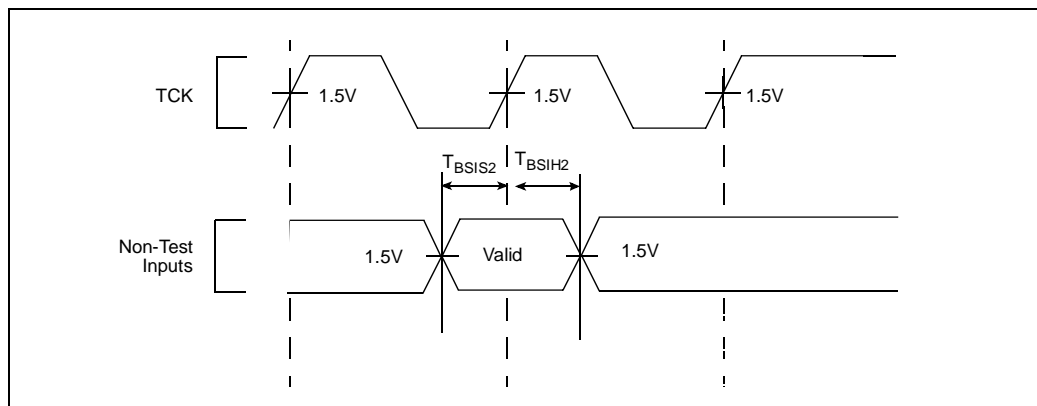 TCK
1.5V
1.5V
1.5V
TBSIS2
TBSIH2
Non-Test
Inputs
1.5V
Valid
1.5V